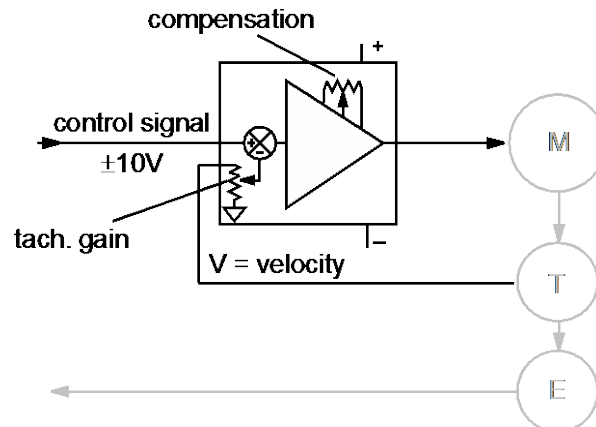 compensation
+
control signal
+
-
M
±10V
tach. gain
−
V = velocity
T
E